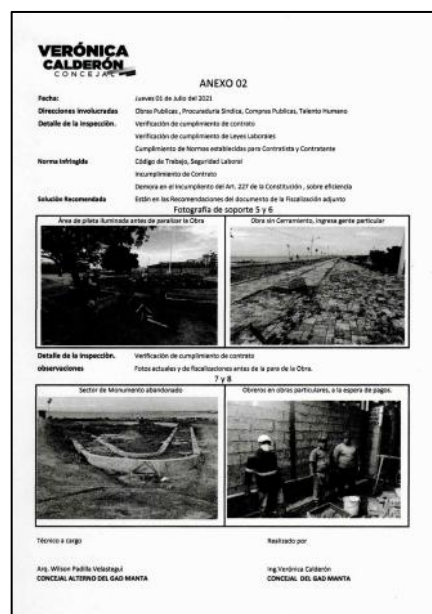 VERÓNICA
CALDERÓN
CONCEJAL
ANEXO 02
Fecha: Jueves 01 de Julio del 2021
Direcciones involucradas Obras Publicas, Procuraduria Sindica, Compras Publicas, Talento Humano
Detalle de la Inspección. Verificación de cumplimiento de contrato
Verificación de cumplimiento de Leyes Laborales
Cumplimiento de Normas establecidas para Contratista y Contratante
Norma Infringida Código de Trabajo, Seguridad Laboral
Incumplimiento de Contrato
Demora en el Incumpliento del Art. 227 de la Constitución , sobre eficiencia
Solución Recomendada Están en las Recomendaciones del documento de la Fiscalización adjunto
Fotografía de soporte 5 y 6
Área de pileta iluminada antes de paralizar la Obra
Obra sin Cerramiento, ingresa gente particular
Detalle de la Inspección. Verificación de cumplimiento de contrato
observaciones Fotos actuales y de fiscalizaciones antes de la para de la Obra.
7 y 8
Sector de Monumento abandonado
Obreros en obras particulares, a la espera de pagos.
Técnico a cargo Realizado por
Arq. Wilson Padilla Velastegui Ing.Verónica Calderón
CONCEJAL ALTERNO DEL GAD MANTA CONCEJAL DEL GAD MANTA